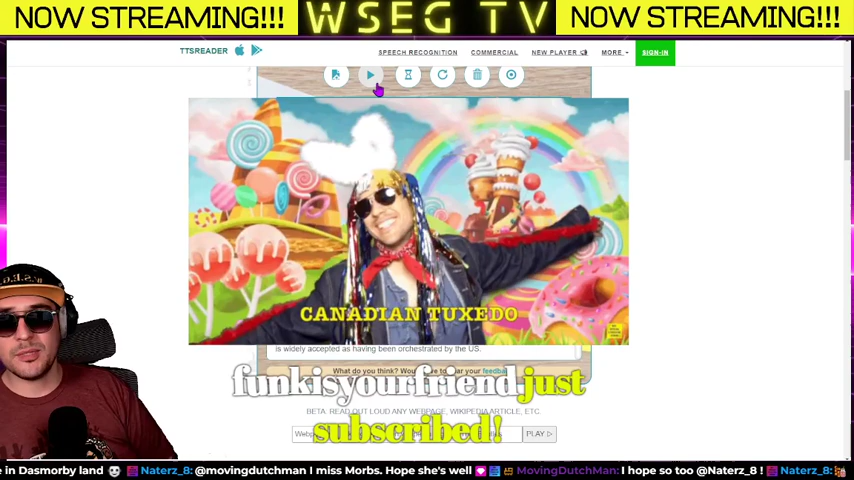 NOW STREAMING!!! WSEG TV NOW STREAMING!!!
TTSREADER SPEECH RECOGNITION COMMERCIAL NEW PLAYER MORE SIGN-IN
CANADIAN TUXEDO
is widely accepted as having been orchestrated by the US.
What do you think? Would
funkisyourfriend just
subscribed!
BETA: READ OUT LOUD ANY WEBPAGE, WIKIPEDIA ARTICLE, ETC.
PLAY
e in Dasmorby land Naterz_8: @movingdutchman I miss Morbs. Hope she's well MovingDutchMan: I hope so too @Naterz_8 ! Naterz_8: